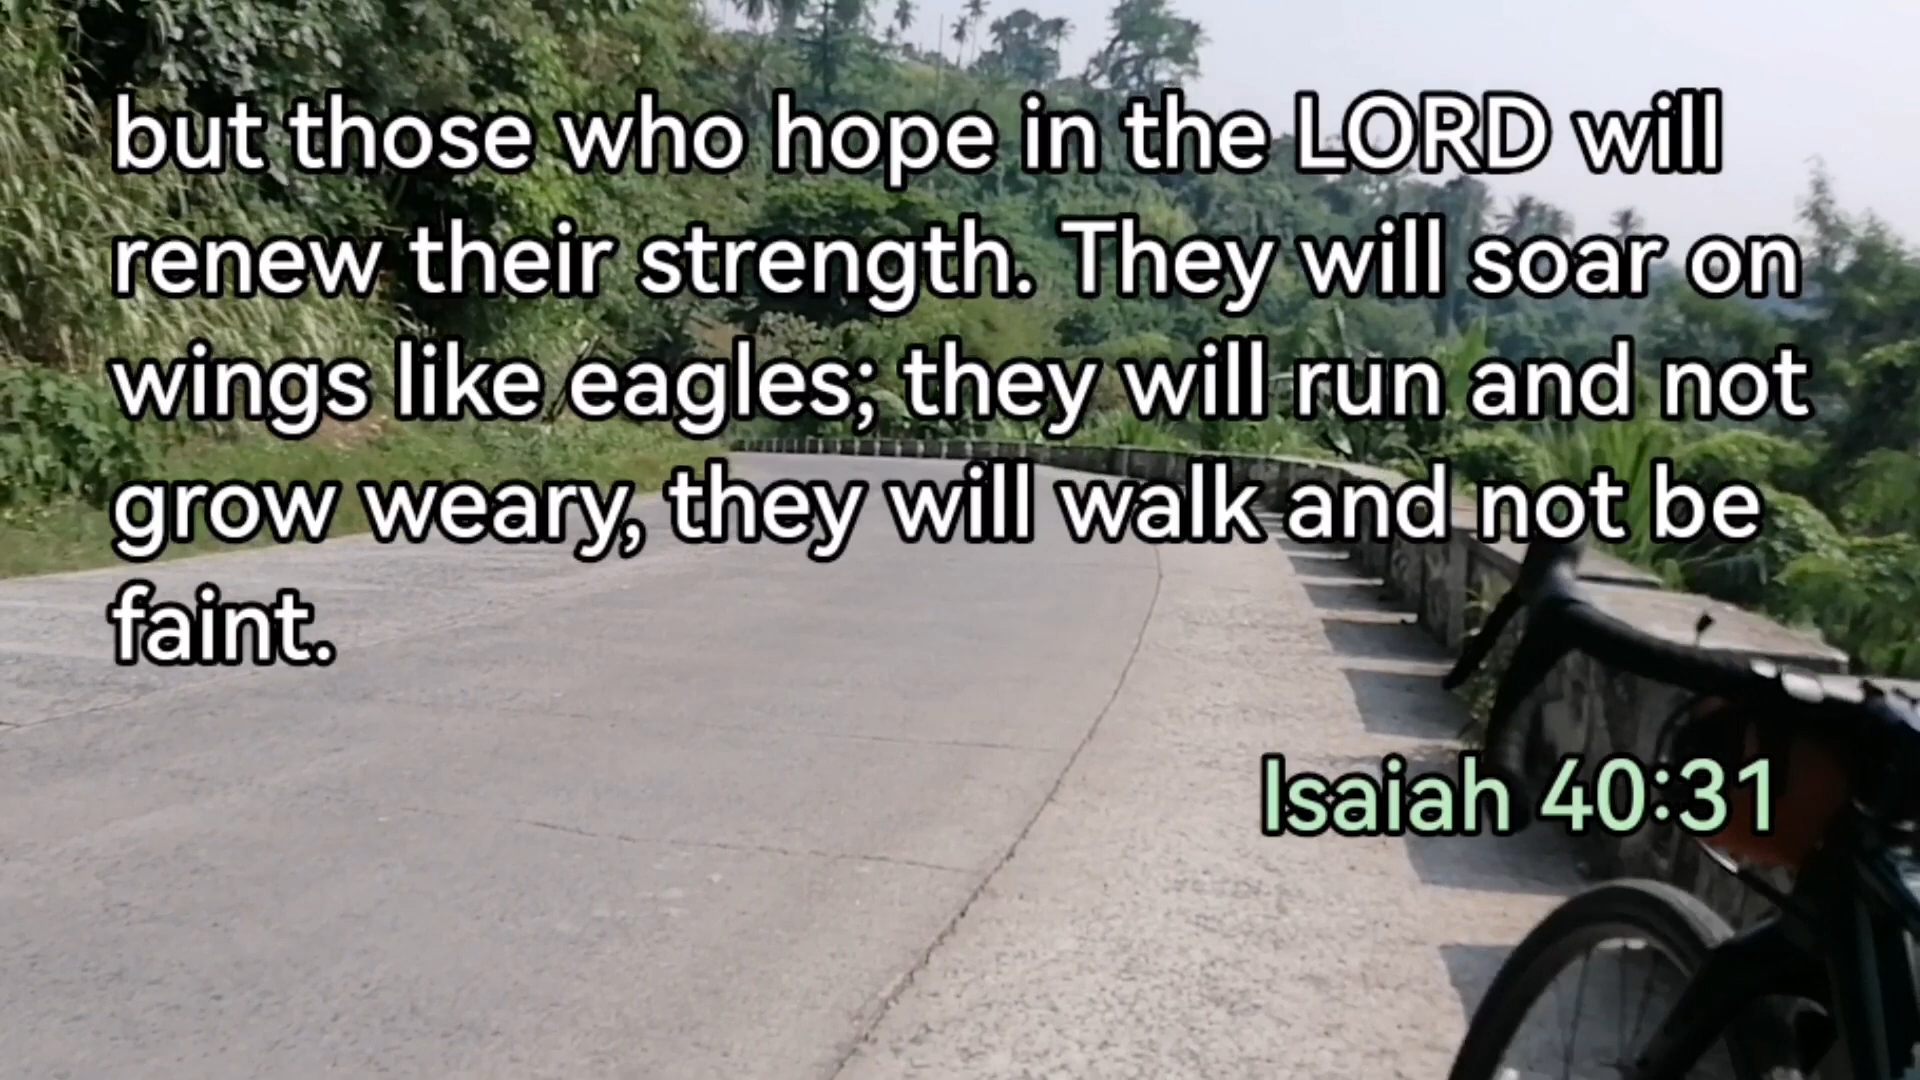 but those who hope in the LORD will
renew their strength. They will soar on
wings like eagles; they will run and not
grow weary, they will walk and not be
faint.
Isaiah 40:31